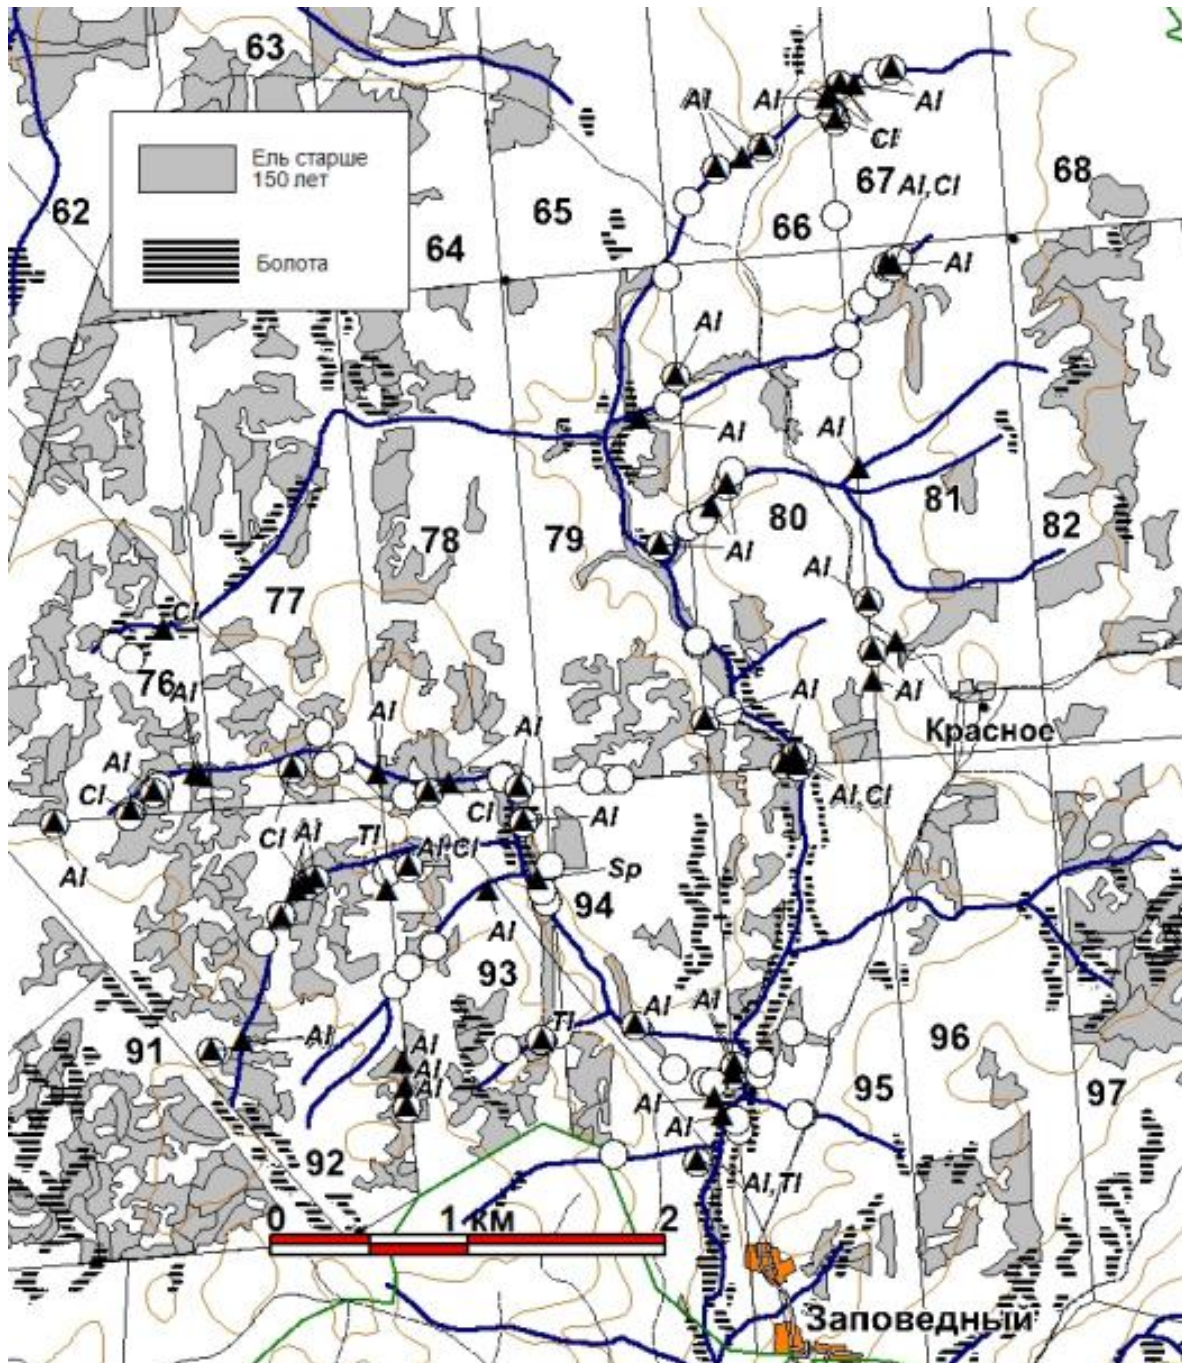 63
Ель старше
150 лет
Болота
62
64
65
66
67
68
Al
Al
Al
Cl
Al,Cl
Al
Al
Al
Al
76
77
78
79
80
81
82
Al
Al
Cl
Al
Al
Al
Al
Al
Красное
Al
Cl
Al
Cl
Al
Al,Cl
Cl
Al
Tl
Al,Cl
Sp
94
Al
93
Al
Al
Tl
Al
91
Al
Al
Al
96
95
97
Al
Al
92
Al,Tl
0
1 км
2
Заповедный